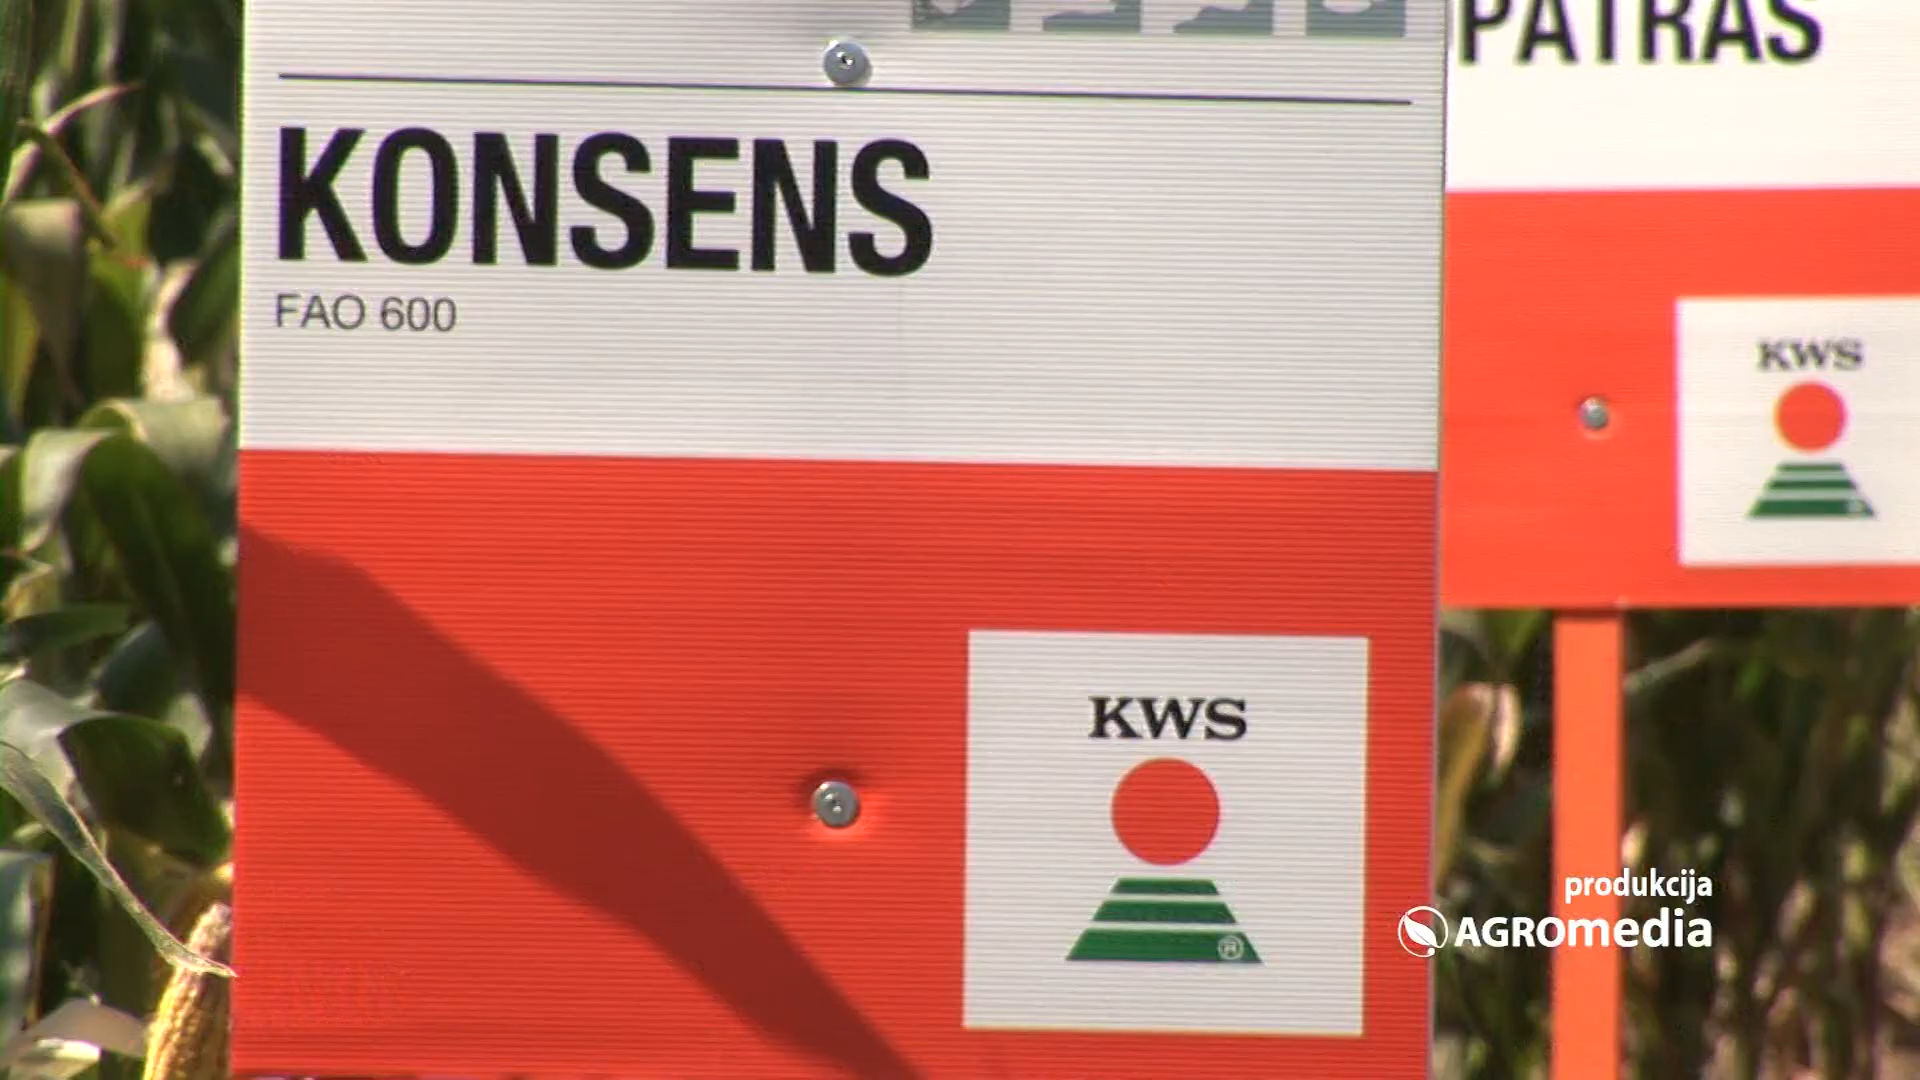 KONSENS
FAO 600
KWS
®
PATRAS
KWS
produkcija
AGROmedia